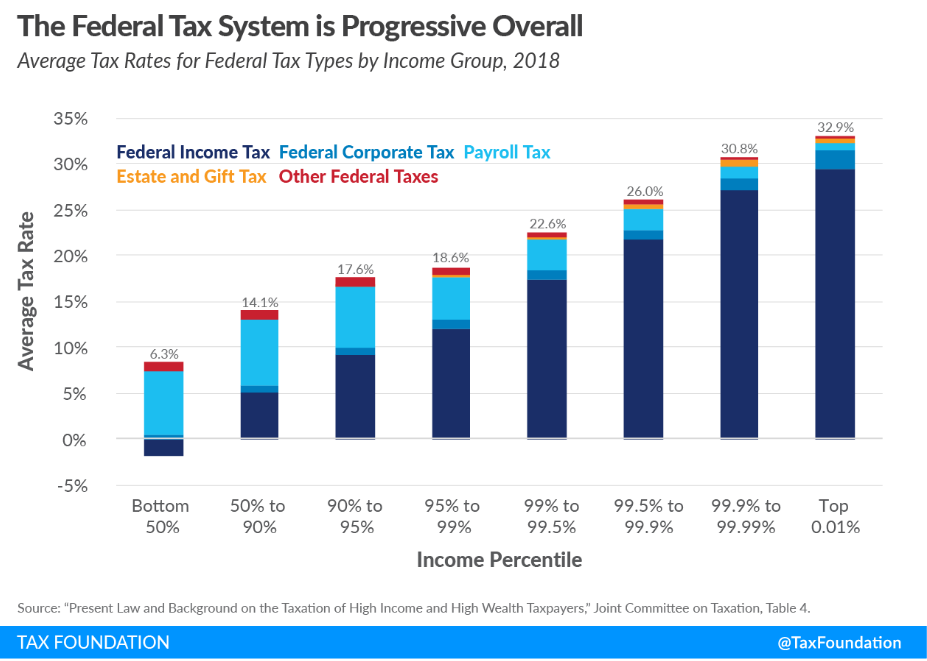 The Federal Tax System is Progressive Overall
Average Tax Rates for Federal Tax Types by Income Group, 2018
35%
30%
25%
20%
15%
10%
5%
0%
-5%
Average Tax Rate
Federal Income Tax Federal Corporate Tax Payroll Tax
Estate and Gift Tax Other Federal Taxes
6.3%
14.1%
17.6%
18.6%
22.6%
26.0%
30.8%
32.9%
Bottom
50%
50% to
90%
90% to
95%
95% to
99%
99% to
99.5%
99.5% to
99.9%
99.9% to
99.99%
Top
0.01%
Income Percentile
Source: “Present Law and Background on the Taxation of High Income and High Wealth Taxpayers,” Joint Committee on Taxation, Table 4.
TAX FOUNDATION
@TaxFoundation